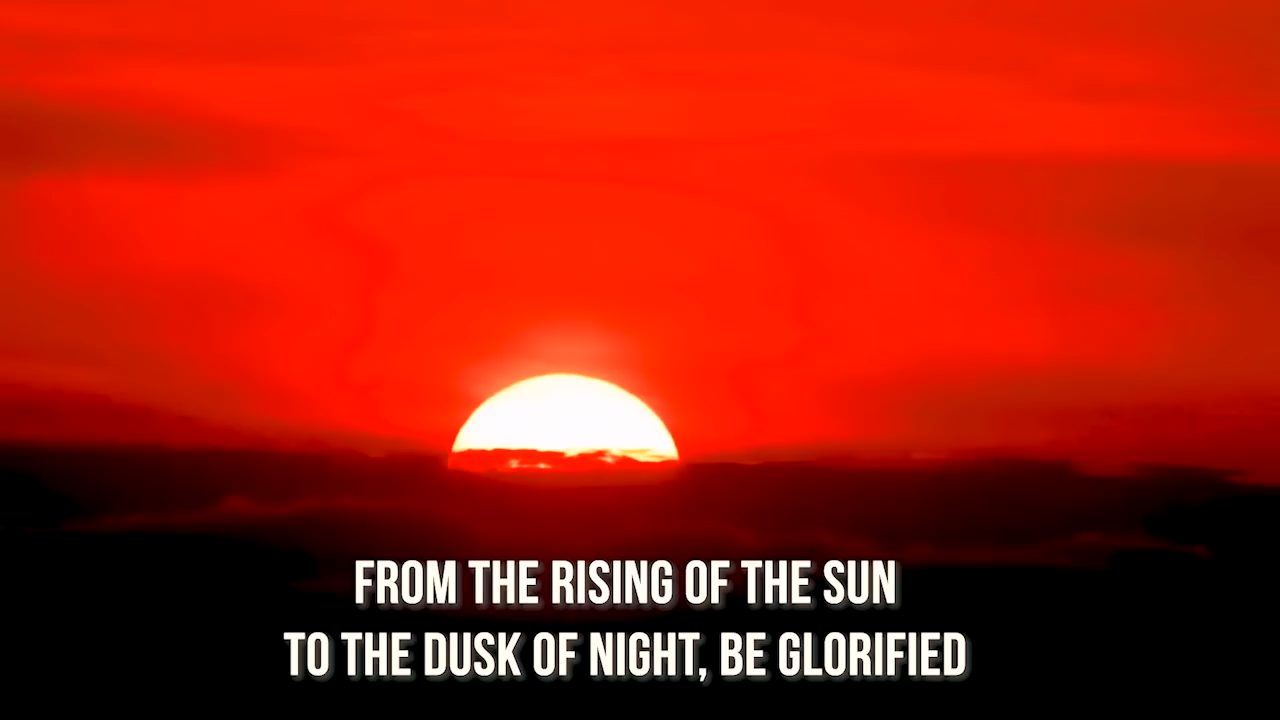 FROM THE RISING OF THE SUN
TO THE DUSK OF NIGHT, BE GLORIFIED